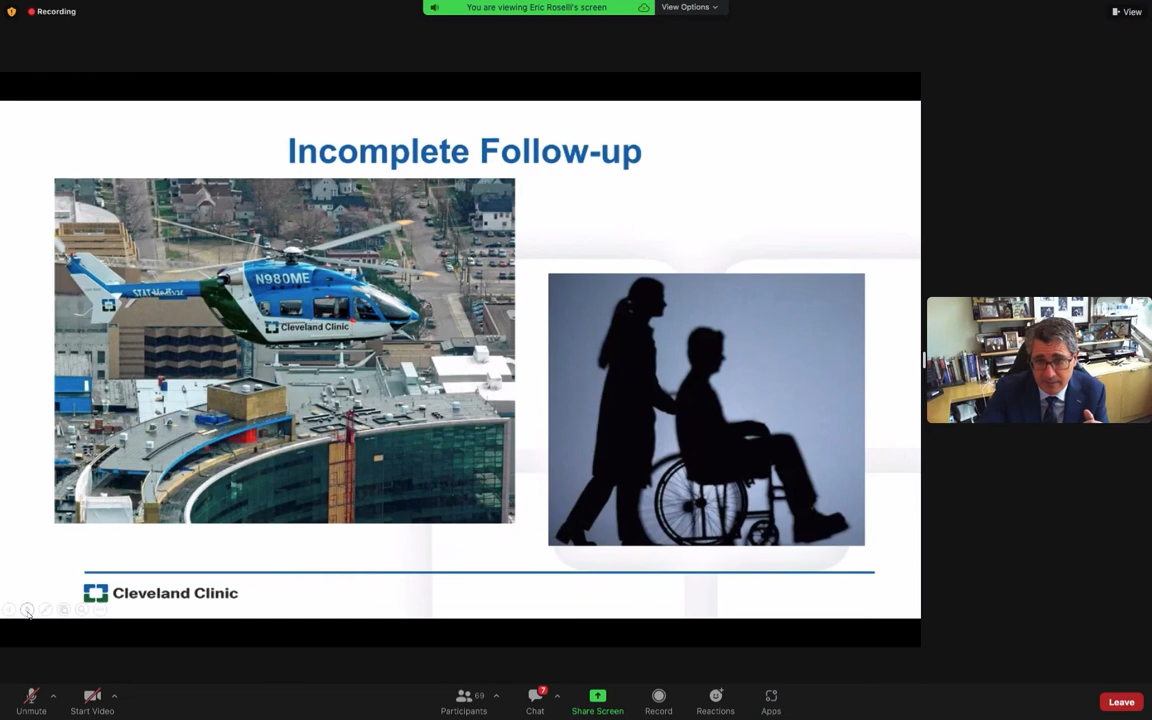 Recording
You are viewing Eric Roselli's screen
View Options
View
Incomplete Follow-up
N980ME
Cleveland Clinic
Cleveland Clinic
Unmute
Start Video
69
Participants
7
Chat
Share Screen
Record
Reactions
Apps
Leave